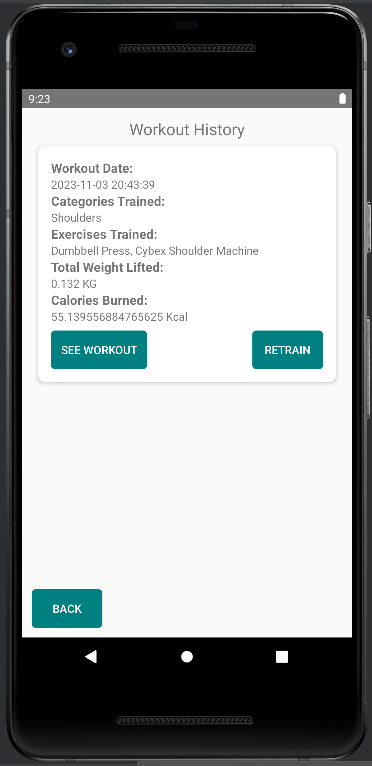 9:23
Workout History
Workout Date:
2023-11-03 20:43:39
Categories Trained:
Shoulders
Exercises Trained:
Dumbbell Press, Cybex Shoulder Machine
Total Weight Lifted:
0.132 KG
Calories Burned:
55.139556884765625 Kcal
SEE WORKOUT
RETRAIN
BACK